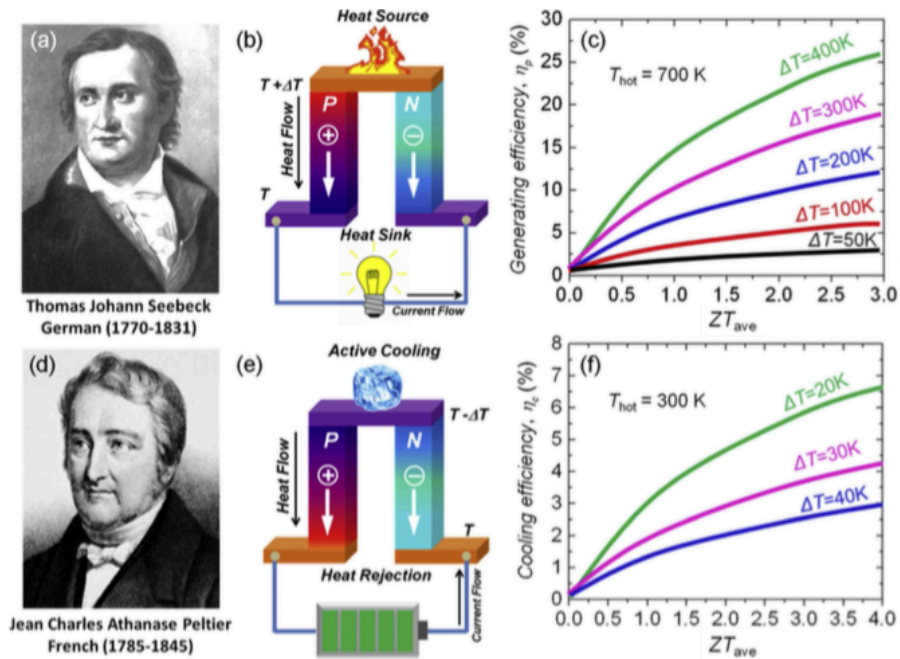 (a)
Thomas Johann Seebeck
German (1770-1831)
(b)
Heat Source
T+ΔT
P
N
Heat Flow
T
Heat Sink
Current Flow
(c)
Generating efficiency, ηp (%)
30
25
20
15
10
5
0
Thot = 700 K
ΔT=400K
ΔT=300K
ΔT=200K
ΔT=100K
ΔT=50K
0.0 0.5 1.0 1.5 2.0 2.5 3.0
ZTave
(d)
Jean Charles Athanase Peltier
French (1785-1845)
(e)
Active Cooling
T-ΔT
P
N
Heat Flow
T
Heat Rejection
Current Flow
(f)
Cooling efficiency, ηc (%)
8
7
6
5
4
3
2
1
0
Thot = 300 K
ΔT=20K
ΔT=30K
ΔT=40K
0.0 0.5 1.0 1.5 2.0 2.5 3.0 3.5 4.0
ZTave